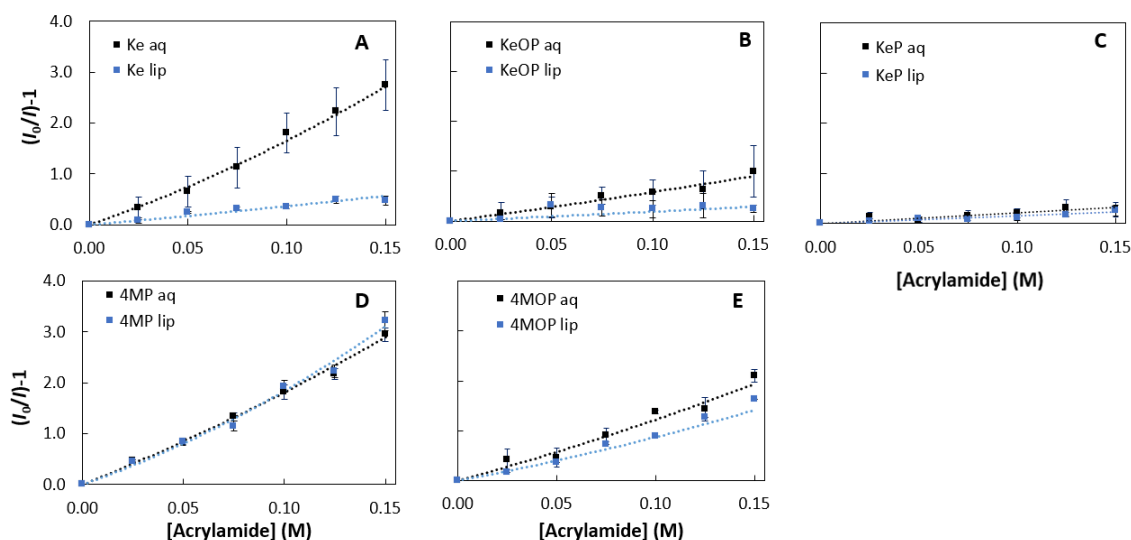 4.0
3.0
2.0
1.0
0.0
(I₀/I)-1
Ke aq
Ke lip
A
0.00
0.05
0.10
0.15
KeOP aq
KeOP lip
B
0.00
0.05
0.10
0.15
KeP aq
KeP lip
C
0.00
0.05
0.10
0.15
[Acrylamide] (M)
4.0
3.0
2.0
1.0
0.0
(I₀/I)-1
4MP aq
4MP lip
D
0.00
0.05
0.10
0.15
[Acrylamide] (M)
4MOP aq
4MOP lip
E
0.00
0.05
0.10
0.15
[Acrylamide] (M)